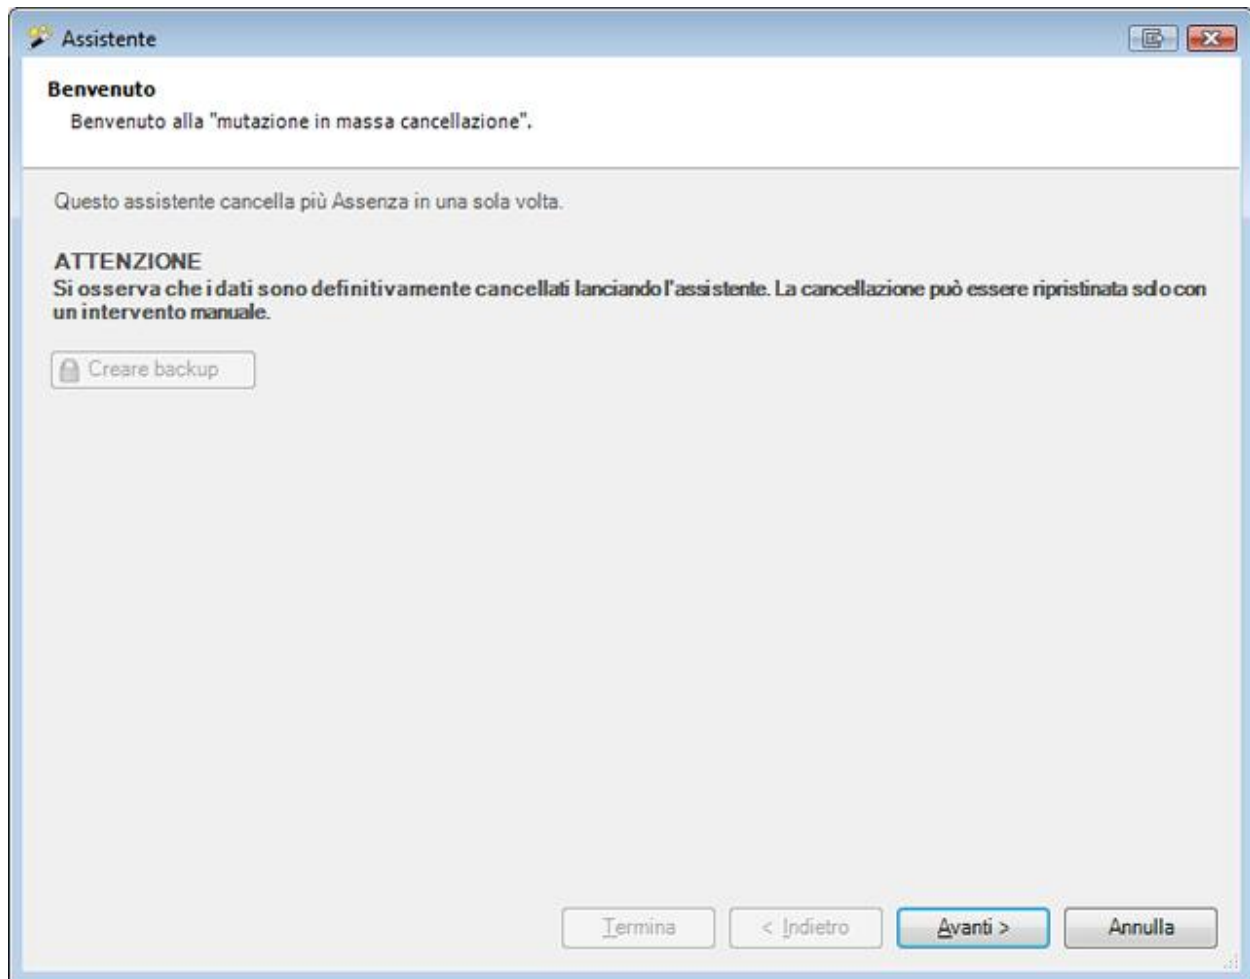 Assistente
Benvenuto
Benvenuto alla "mutazione in massa cancellazione".
Questo assistente cancella più Assenza in una sola volta.
ATTENZIONE
Si osserva che i dati sono definitivamente cancellati lanciando l'assistente. La cancellazione può essere ripristinata solo con
un intervento manuale.
Creare backup
Termina
< Indietro
Avanti >
Annulla